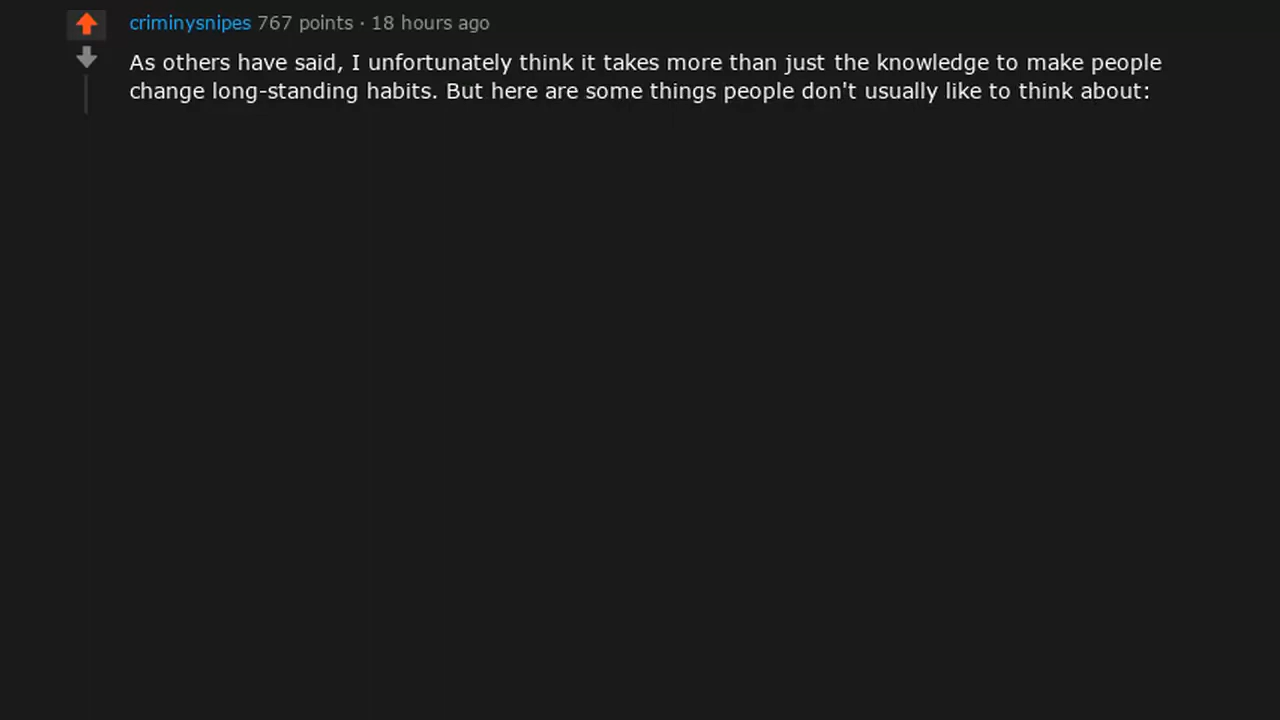 criminysnipes 767 points · 18 hours ago
As others have said, I unfortunately think it takes more than just the knowledge to make people
change long-standing habits. But here are some things people don't usually like to think about: